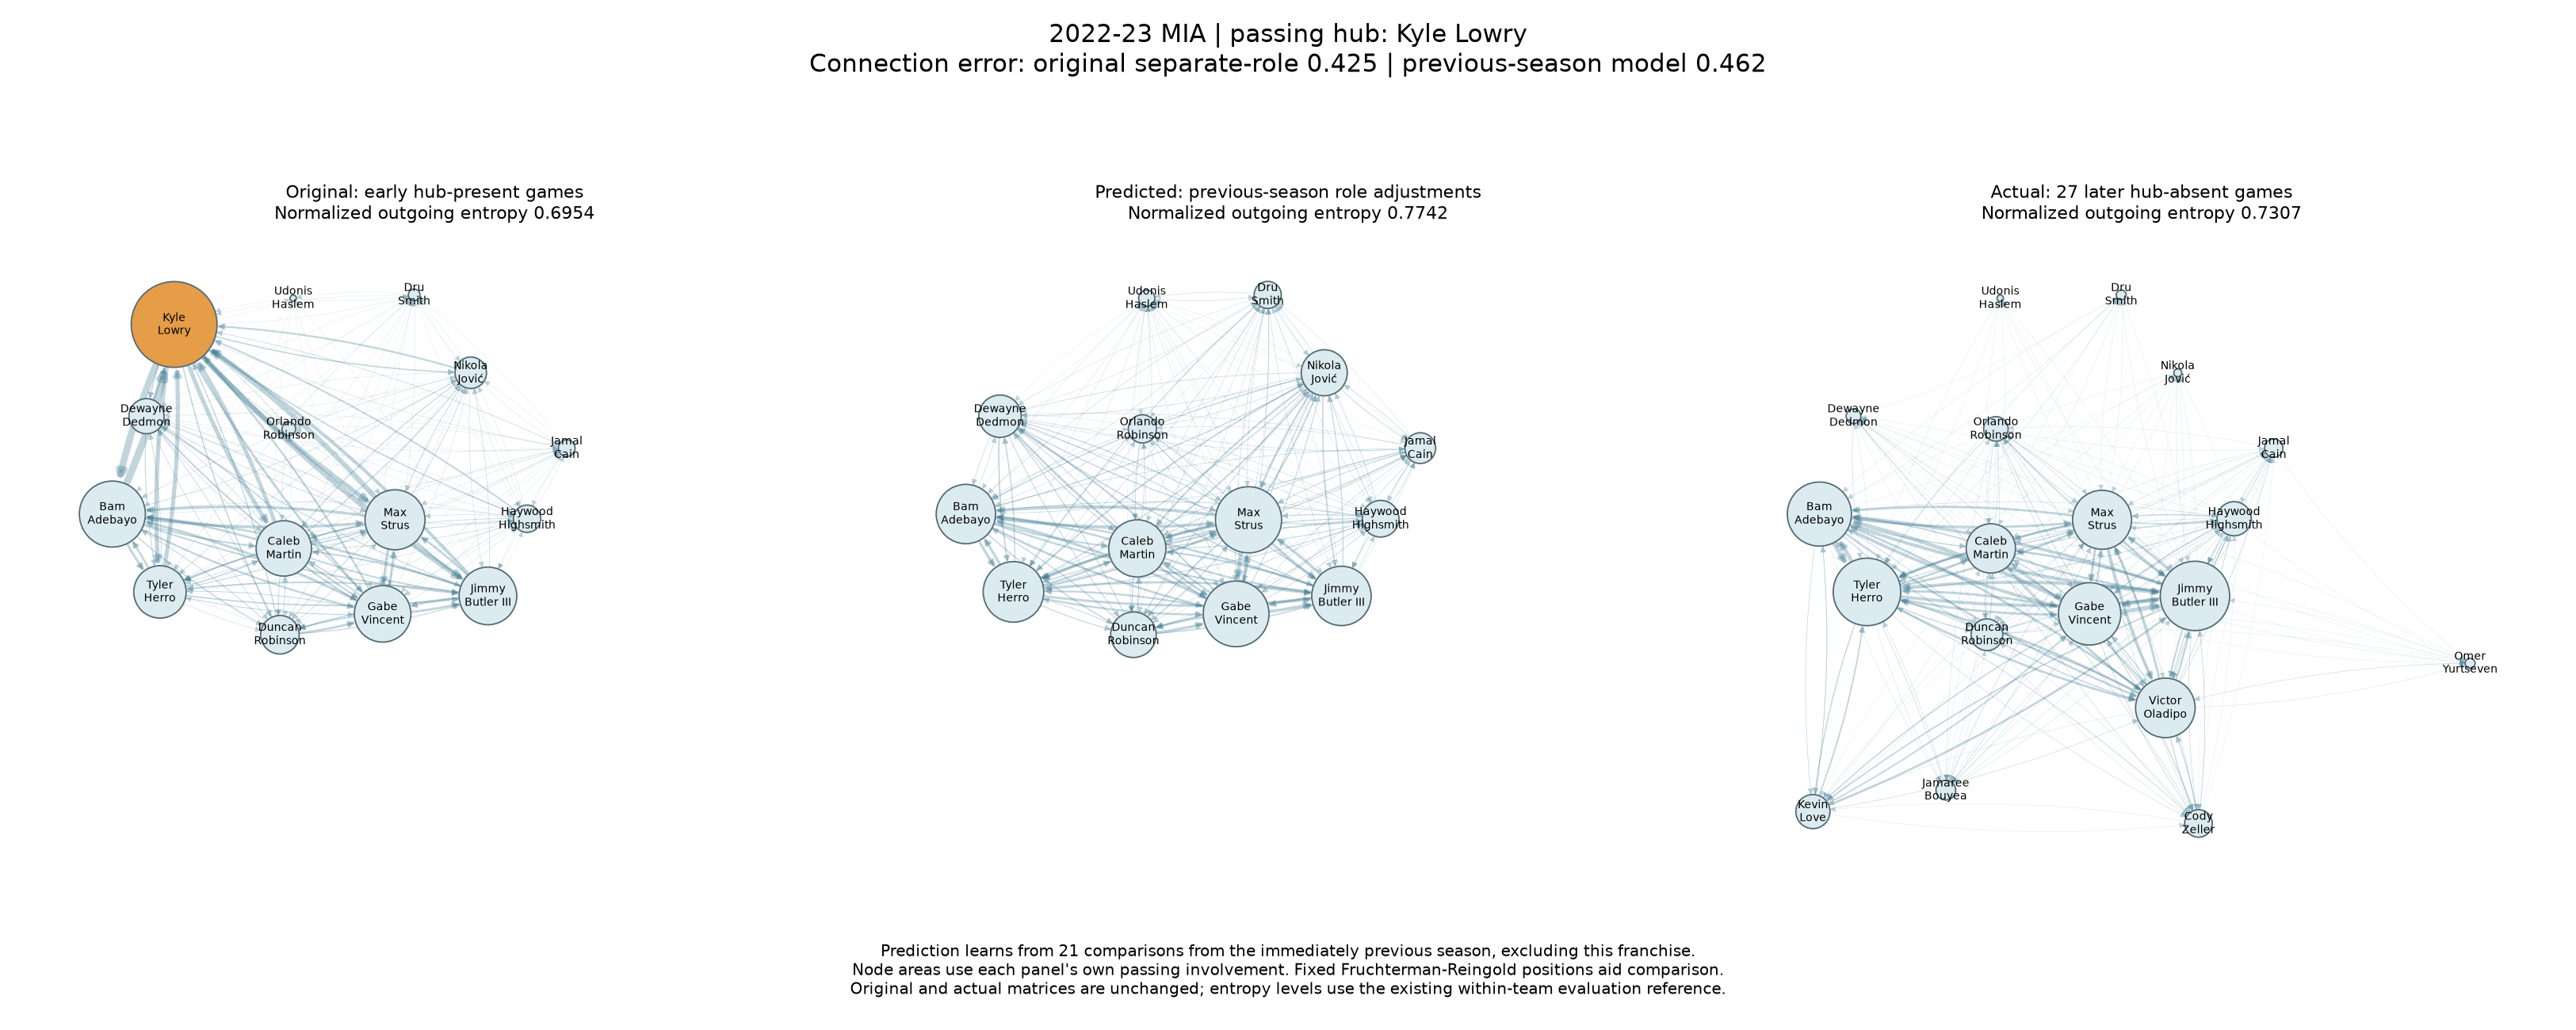 2022-23 MIA | passing hub: Kyle Lowry
Connection error: original separate-role 0.425 | previous-season model 0.462
Original: early hub-present games
Normalized outgoing entropy 0.6954
Kyle
Lowry
Udonis
Haslem
Dru
Smith
Nikola
Jović
Dewayne
Dedmon
Orlando
Robinson
Jamal
Cain
Bam
Adebayo
Max
Strus
Haywood
Highsmith
Caleb
Martin
Tyler
Herro
Jimmy
Butler III
Gabe
Vincent
Duncan
Robinson
Predicted: previous-season role adjustments
Normalized outgoing entropy 0.7742
Udonis
Haslem
Dru
Smith
Nikola
Jović
Dewayne
Dedmon
Orlando
Robinson
Jamal
Cain
Bam
Adebayo
Max
Strus
Haywood
Highsmith
Caleb
Martin
Tyler
Herro
Jimmy
Butler III
Gabe
Vincent
Duncan
Robinson
Actual: 27 later hub-absent games
Normalized outgoing entropy 0.7307
Udonis
Haslem
Dru
Smith
Nikola
Jović
Dewayne
Dedmon
Orlando
Robinson
Jamal
Cain
Bam
Adebayo
Max
Strus
Haywood
Highsmith
Caleb
Martin
Tyler
Herro
Jimmy
Butler III
Gabe
Vincent
Duncan
Robinson
Omer
Yurtseven
Victor
Oladipo
Jamaree
Bouyea
Kevin
Love
Cody
Zeller
Prediction learns from 21 comparisons from the immediately previous season, excluding this franchise.
Node areas use each panel's own passing involvement. Fixed Fruchterman-Reingold positions aid comparison.
Original and actual matrices are unchanged; entropy levels use the existing within-team evaluation reference.